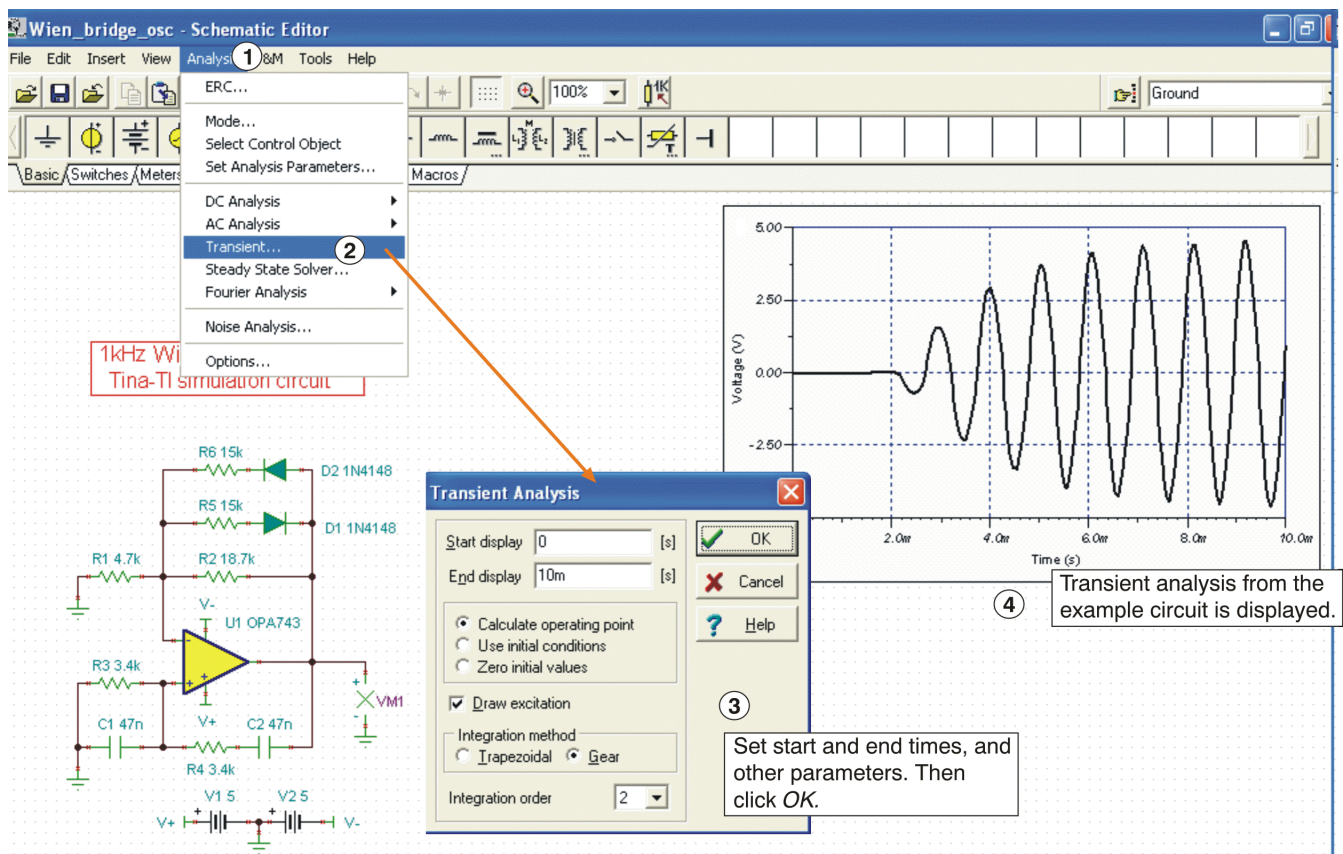 Wien_bridge_osc - Schematic Editor
File Edit Insert View Analys 1 &M Tools Help
ERC...
Mode...
Select Control Object
Set Analysis Parameters...
DC Analysis
AC Analysis
Transient... 2
Steady State Solver...
Fourier Analysis
Noise Analysis...
Options...
100%
1K
Ground
M
L1 L2
T
Basic Switches Meters Macros
1kHz Wi
Tina-TI simulation circuit
R6 15k
D2 1N4148
R5 15k
D1 1N4148
R1 4.7k
R2 18.7k
V-
U1 OPA743
-
+ +
R3 3.4k
V+
+
VM1
-
C1 47n
C2 47n
R4 3.4k
V1 5
V2 5
V+ + + V-
Transient Analysis
Start display 0 [s]
End display 10m [s]
Calculate operating point
Use initial conditions
Zero initial values
Draw excitation
Integration method
Trapezoidal Gear
Integration order 2
OK
Cancel
? Help
3
Set start and end times, and
other parameters. Then
click OK.
5.00
2.50
Voltage (V)
0.00
-2.50
2.0m 4.0m 6.0m 8.0m 10.0m
Time (s)
4
Transient analysis from the
example circuit is displayed.